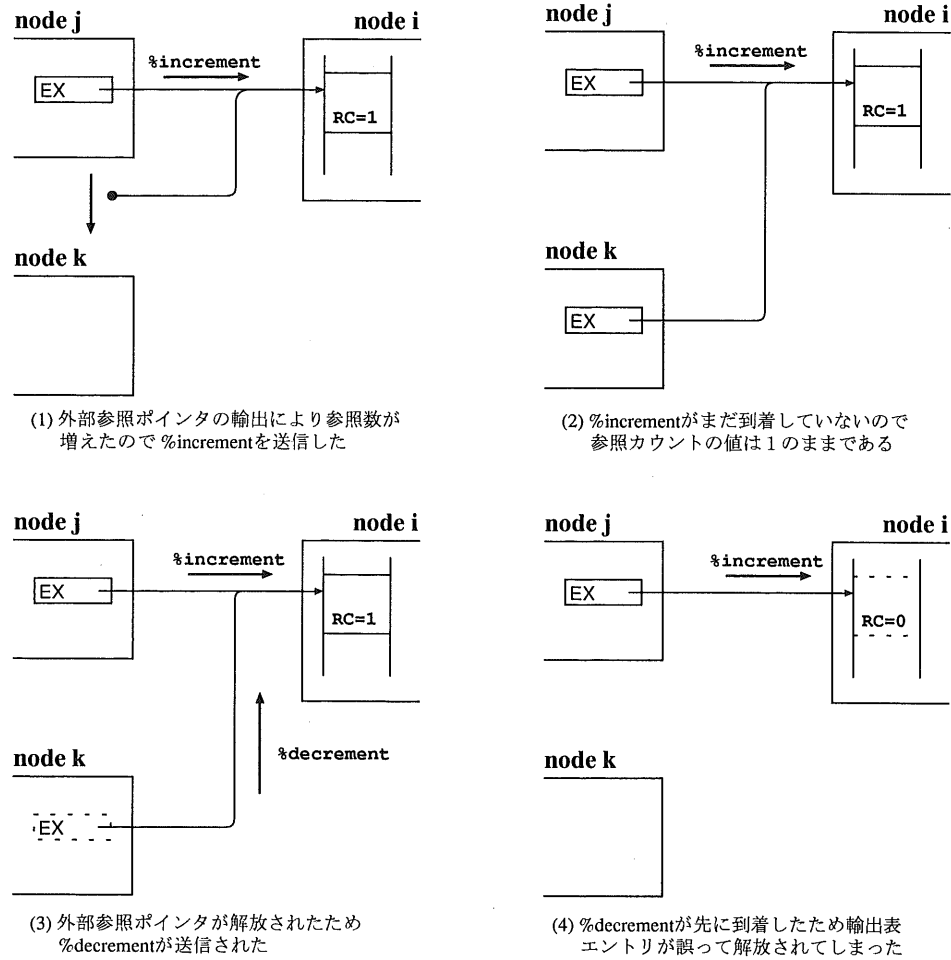 node j
node i
%increment
EX
RC=1
node k
(1) 外部参照ポインタの輸出により参照数が
増えたので %incrementを送信した
node j
node i
%increment
EX
RC=1
node k
EX
(2) %incrementがまだ到着していないので
参照カウントの値は 1 のままである
node j
node i
%increment
EX
RC=1
%decrement
node k
EX
(3) 外部参照ポインタが解放されたため
%decrementが送信された
node j
node i
%increment
EX
RC=0
node k
(4) %decrementが先に到着したため輸出表
エントリが誤って解放されてしまった